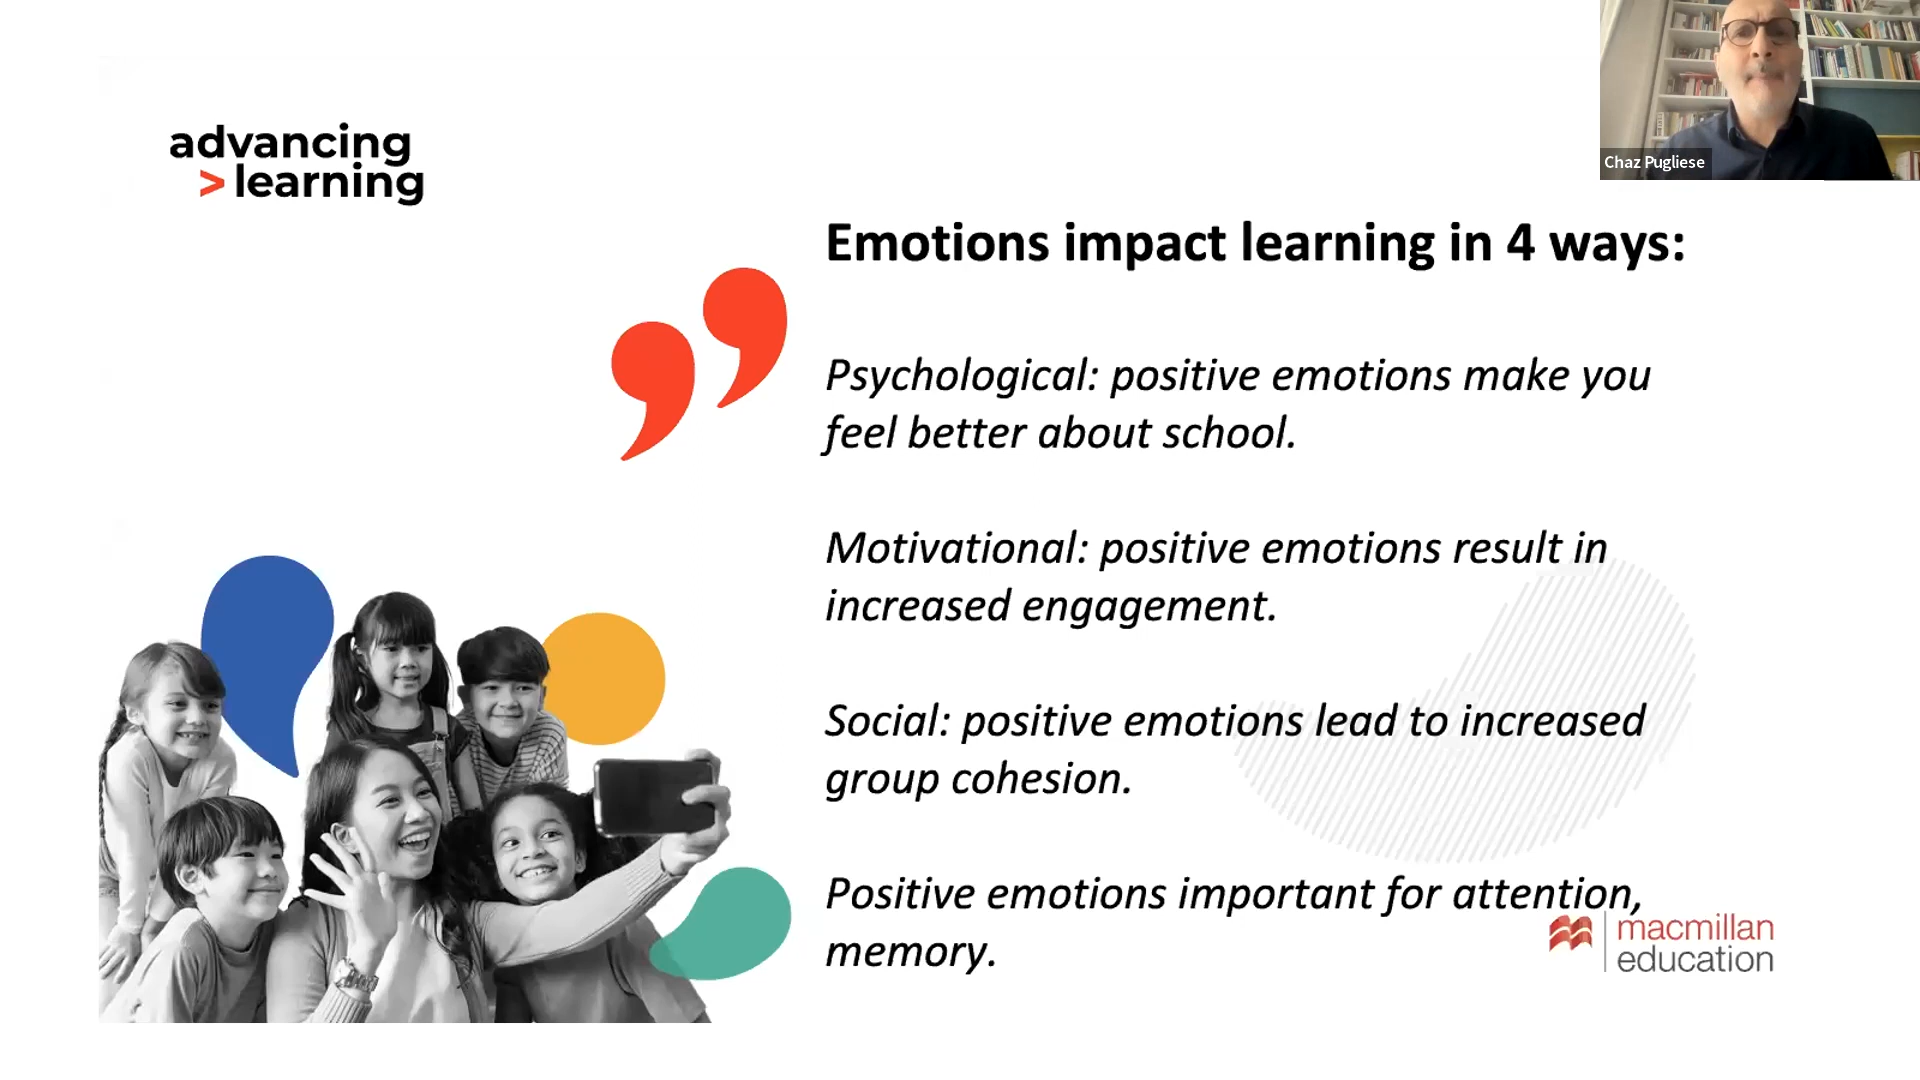 Chaz Pugliese
advancing
>learning
Emotions impact learning in 4 ways:
Psychological: positive emotions make you
feel better about school.
Motivational: positive emotions result in
increased engagement.
Social: positive emotions lead to increased
group cohesion.
Positive emotions important for attention,
memory.
macmillan
education